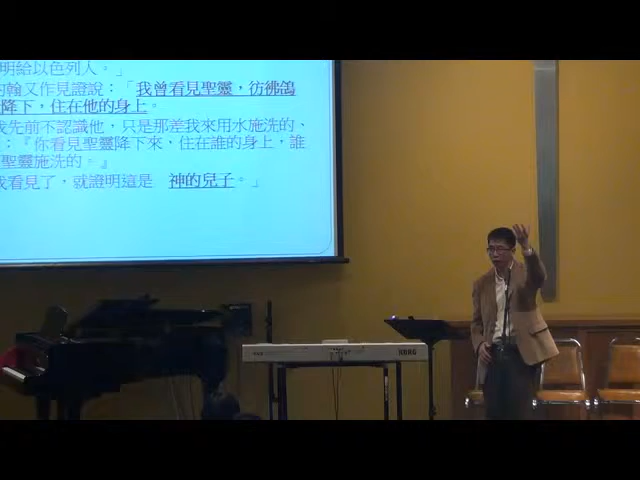 明給以色列人。」
約翰又作見證說:「我曾看見聖靈,彷彿鴿
降下,住在他的身上。
我先前不認識他,只是那差我來用水施洗的、
:『你看見聖靈降下來、住在誰的身上,誰
聖靈施洗的。』
我看見了,就證明這是 神的兒子。」
KORG